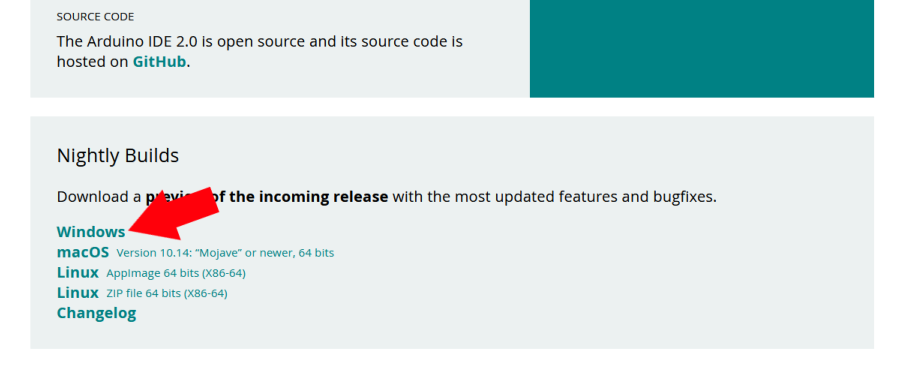 SOURCE CODE
The Arduino IDE 2.0 is open source and its source code is
hosted on GitHub.
Nightly Builds
Download a preview of the incoming release with the most updated features and bugfixes.
Windows
macOS Version 10.14: "Mojave" or newer, 64 bits
Linux AppImage 64 bits (X86-64)
Linux ZIP file 64 bits (X86-64)
Changelog